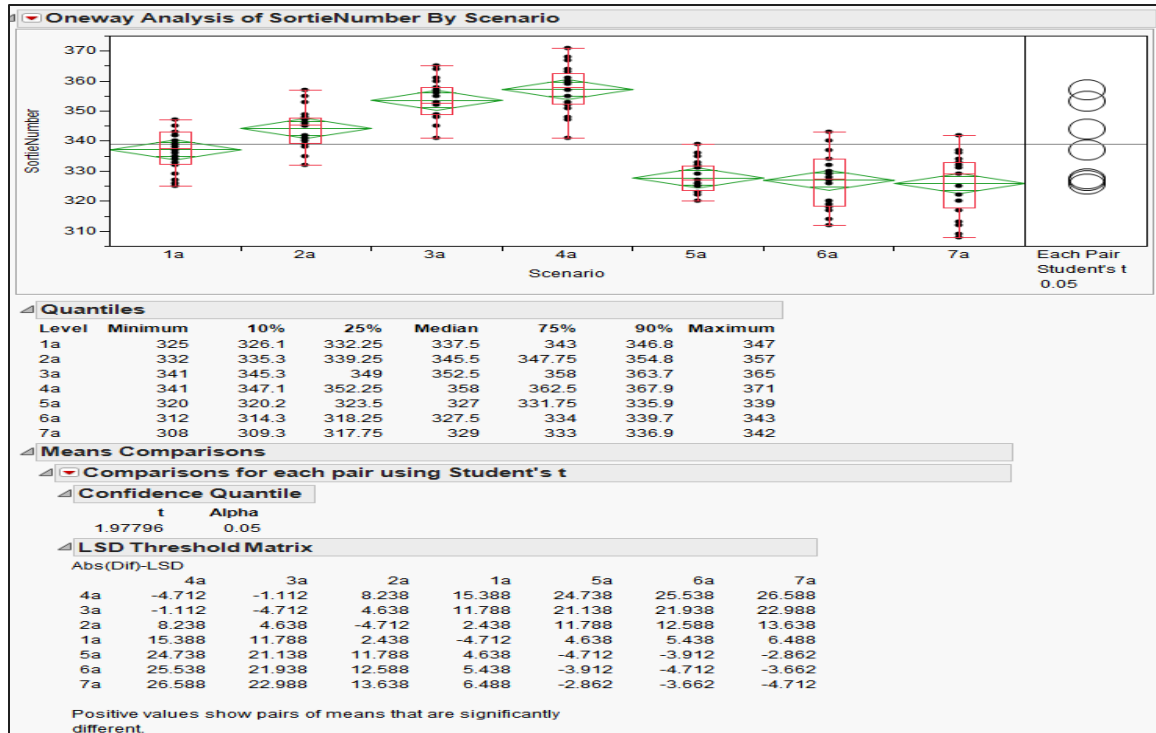 Oneway Analysis of SortieNumber By Scenario
370
360
350
340
330
320
310
SortieNumber
1a 2a 3a 4a 5a 6a 7a
Scenario
Each Pair
Student's t
0.05
Quantiles
Level Minimum 10% 25% Median 75% 90% Maximum
1a 325 326.1 332.25 337.5 343 346.8 347
2a 332 335.3 339.25 345.5 347.75 354.8 357
3a 341 345.3 349 352.5 358 363.7 365
4a 341 347.1 352.25 358 362.5 367.9 371
5a 320 320.2 323.5 327 331.75 335.9 339
6a 312 314.3 318.25 327.5 334 339.7 343
7a 308 309.3 317.75 329 333 336.9 342
Means Comparisons
Comparisons for each pair using Student's t
Confidence Quantile
t Alpha
1.97796 0.05
LSD Threshold Matrix
Abs(Dif)-LSD
4a 3a 2a 1a 5a 6a 7a
4a -4.712 -1.112 8.238 15.388 24.738 25.538 26.588
3a -1.112 -4.712 4.638 11.788 21.138 21.938 22.988
2a 8.238 4.638 -4.712 2.438 11.788 12.588 13.638
1a 15.388 11.788 2.438 -4.712 4.638 5.438 6.488
5a 24.738 21.138 11.788 4.638 -4.712 -3.912 -2.862
6a 25.538 21.938 12.588 5.438 -3.912 -4.712 -3.662
7a 26.588 22.988 13.638 6.488 -2.862 -3.662 -4.712
Positive values show pairs of means that are significantly
different.